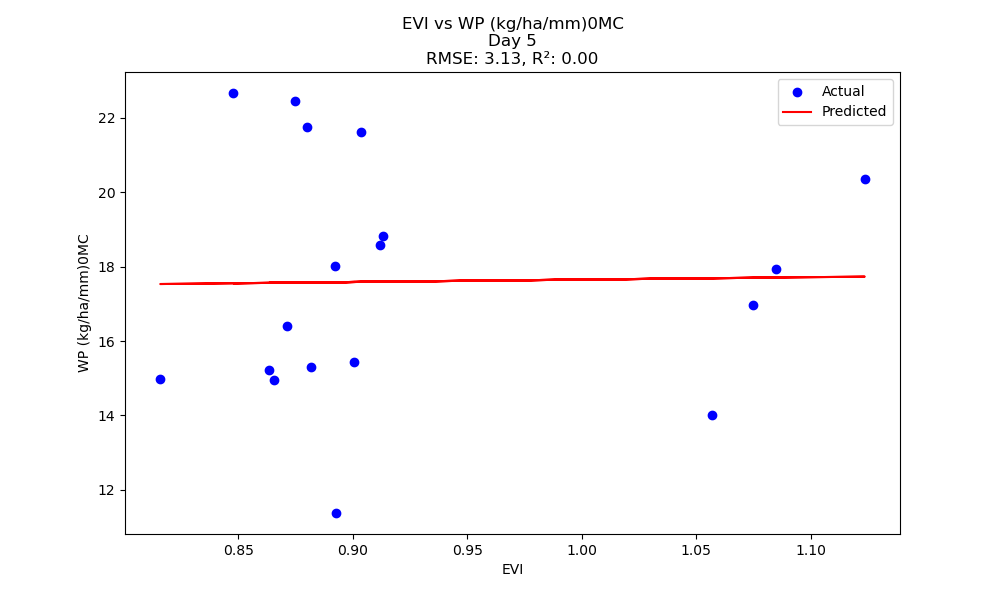 EVI vs WP (kg/ha/mm)0MC
Day 5
RMSE: 3.13, R²: 0.00
Actual
Predicted
WP (kg/ha/mm)0MC
22
20
18
16
14
12
0.85
0.90
0.95
1.00
1.05
1.10
EVI